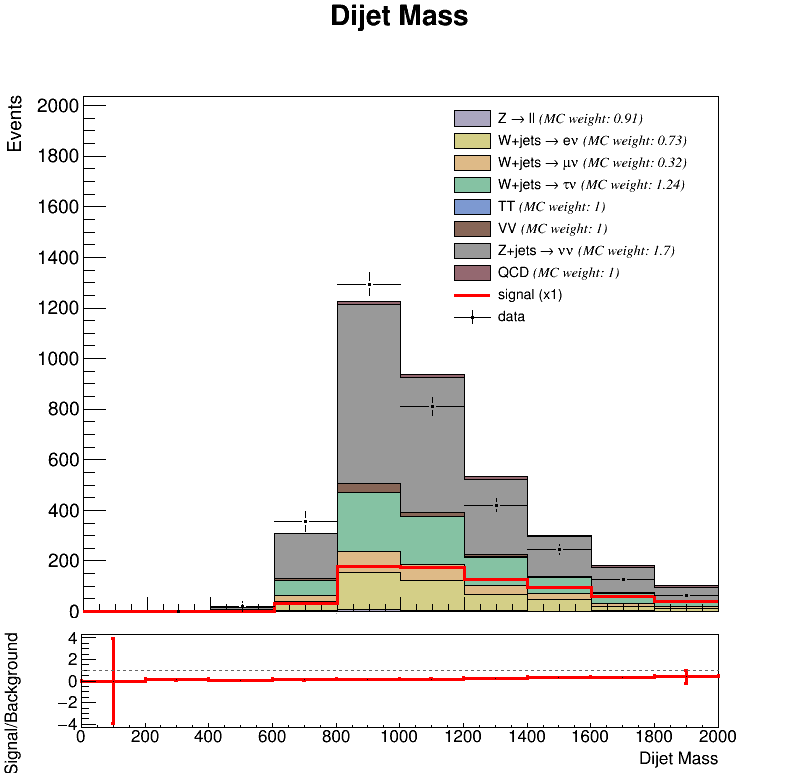 Dijet Mass
Events
2000
1800
1600
1400
1200
1000
800
600
400
200
0
Z → ll (MC weight: 0.91)
W+jets → eν (MC weight: 0.73)
W+jets → μν (MC weight: 0.32)
W+jets → τν (MC weight: 1.24)
TT (MC weight: 1)
VV (MC weight: 1)
Z+jets → νν (MC weight: 1.7)
QCD (MC weight: 1)
signal (x1)
data
Signal/Background
4
2
0
−2
−4
0 200 400 600 800 1000 1200 1400 1600 1800 2000
Dijet Mass